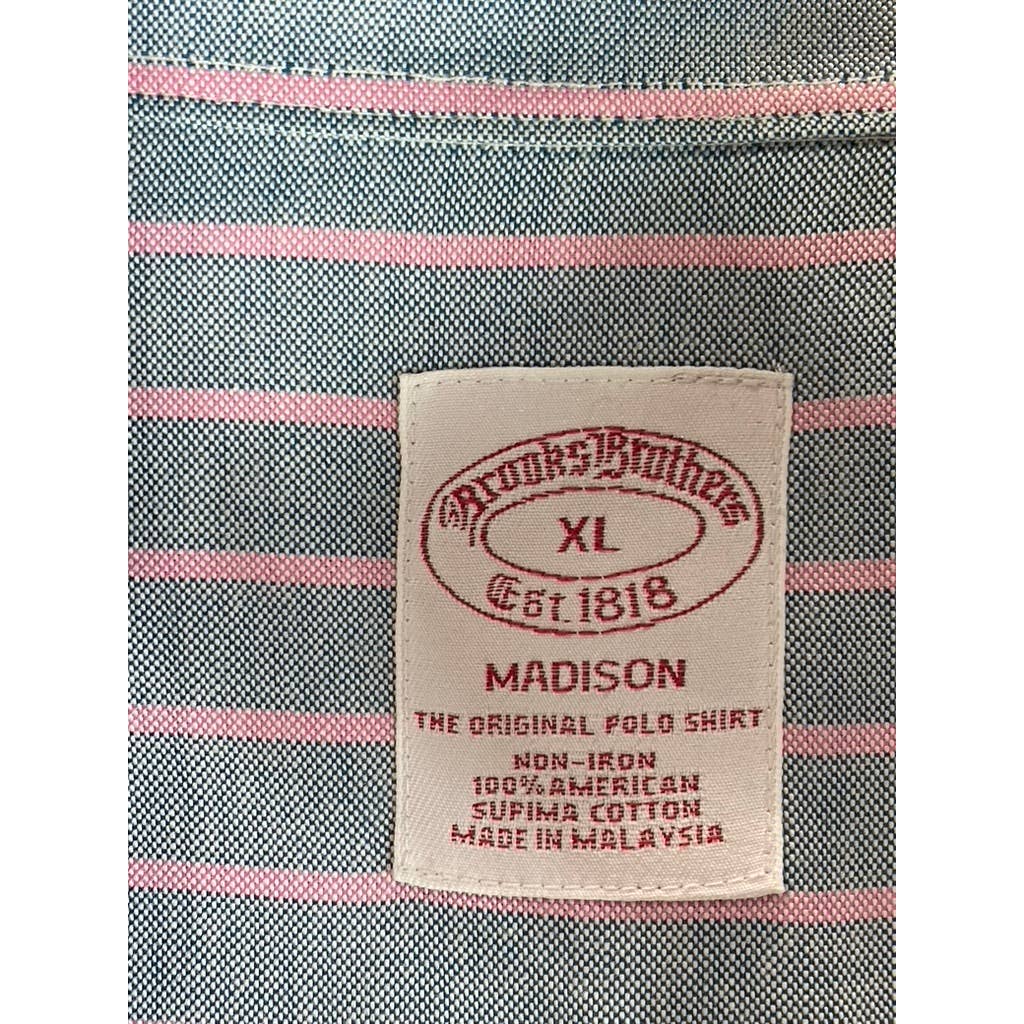 Brooks Brothers
XL
Est. 1818
MADISON
THE ORIGINAL POLO SHIRT
NON-IRON
100% AMERICAN
SUPIMA COTTON
MADE IN MALAYSIA